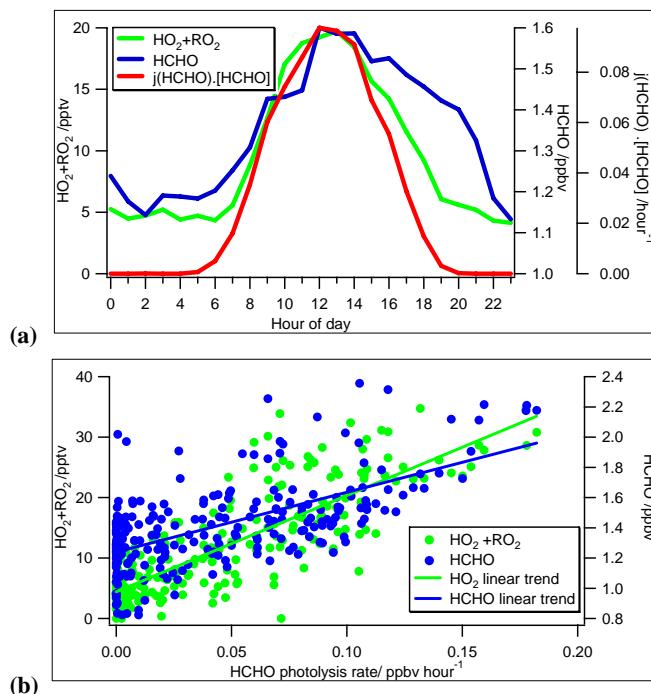 20
15
10
5
0
HO₂+RO₂ /pptv
HO₂+RO₂
HCHO
j(HCHO).[HCHO]
1.6
1.5
1.4
1.3
1.2
1.1
1.0
HCHO /ppbv
0.08
0.06
0.04
0.02
0.00
j(HCHO) .[HCHO] /hour⁻¹
0 2 4 6 8 10 12 14 16 18 20 22
Hour of day
(a)
40
30
20
10
0
HO₂+RO₂/pptv
2.4
2.2
2.0
1.8
1.6
1.4
1.2
1.0
0.8
HCHO /ppbv
HO₂ +RO₂
HCHO
HO₂ linear trend
HCHO linear trend
0.00 0.05 0.10 0.15 0.20
HCHO photolysis rate/ ppbv hour⁻¹
(b)